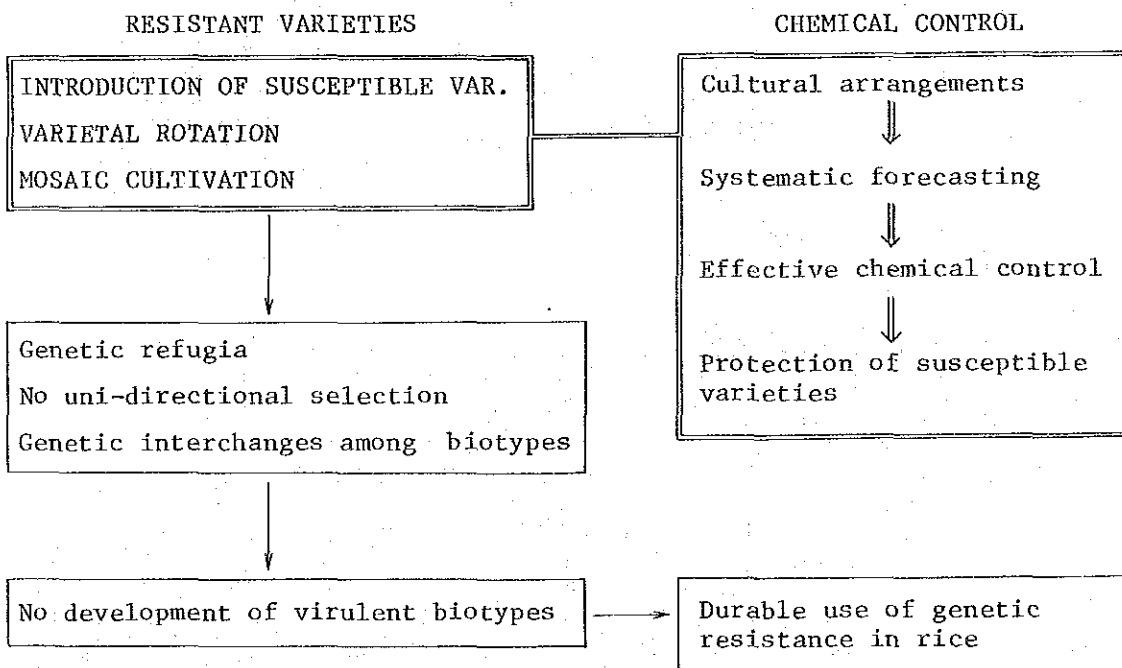 RESISTANT VARIETIES
INTRODUCTION OF SUSCEPTIBLE VAR.
VARIETAL ROTATION
MOSAIC CULTIVATION
Genetic refugia
No uni-directional selection
Genetic interchanges among biotypes
No development of virulent biotypes
CHEMICAL CONTROL
Cultural arrangements
Systematic forecasting
Effective chemical control
Protection of susceptible
varieties
Durable use of genetic
resistance in rice